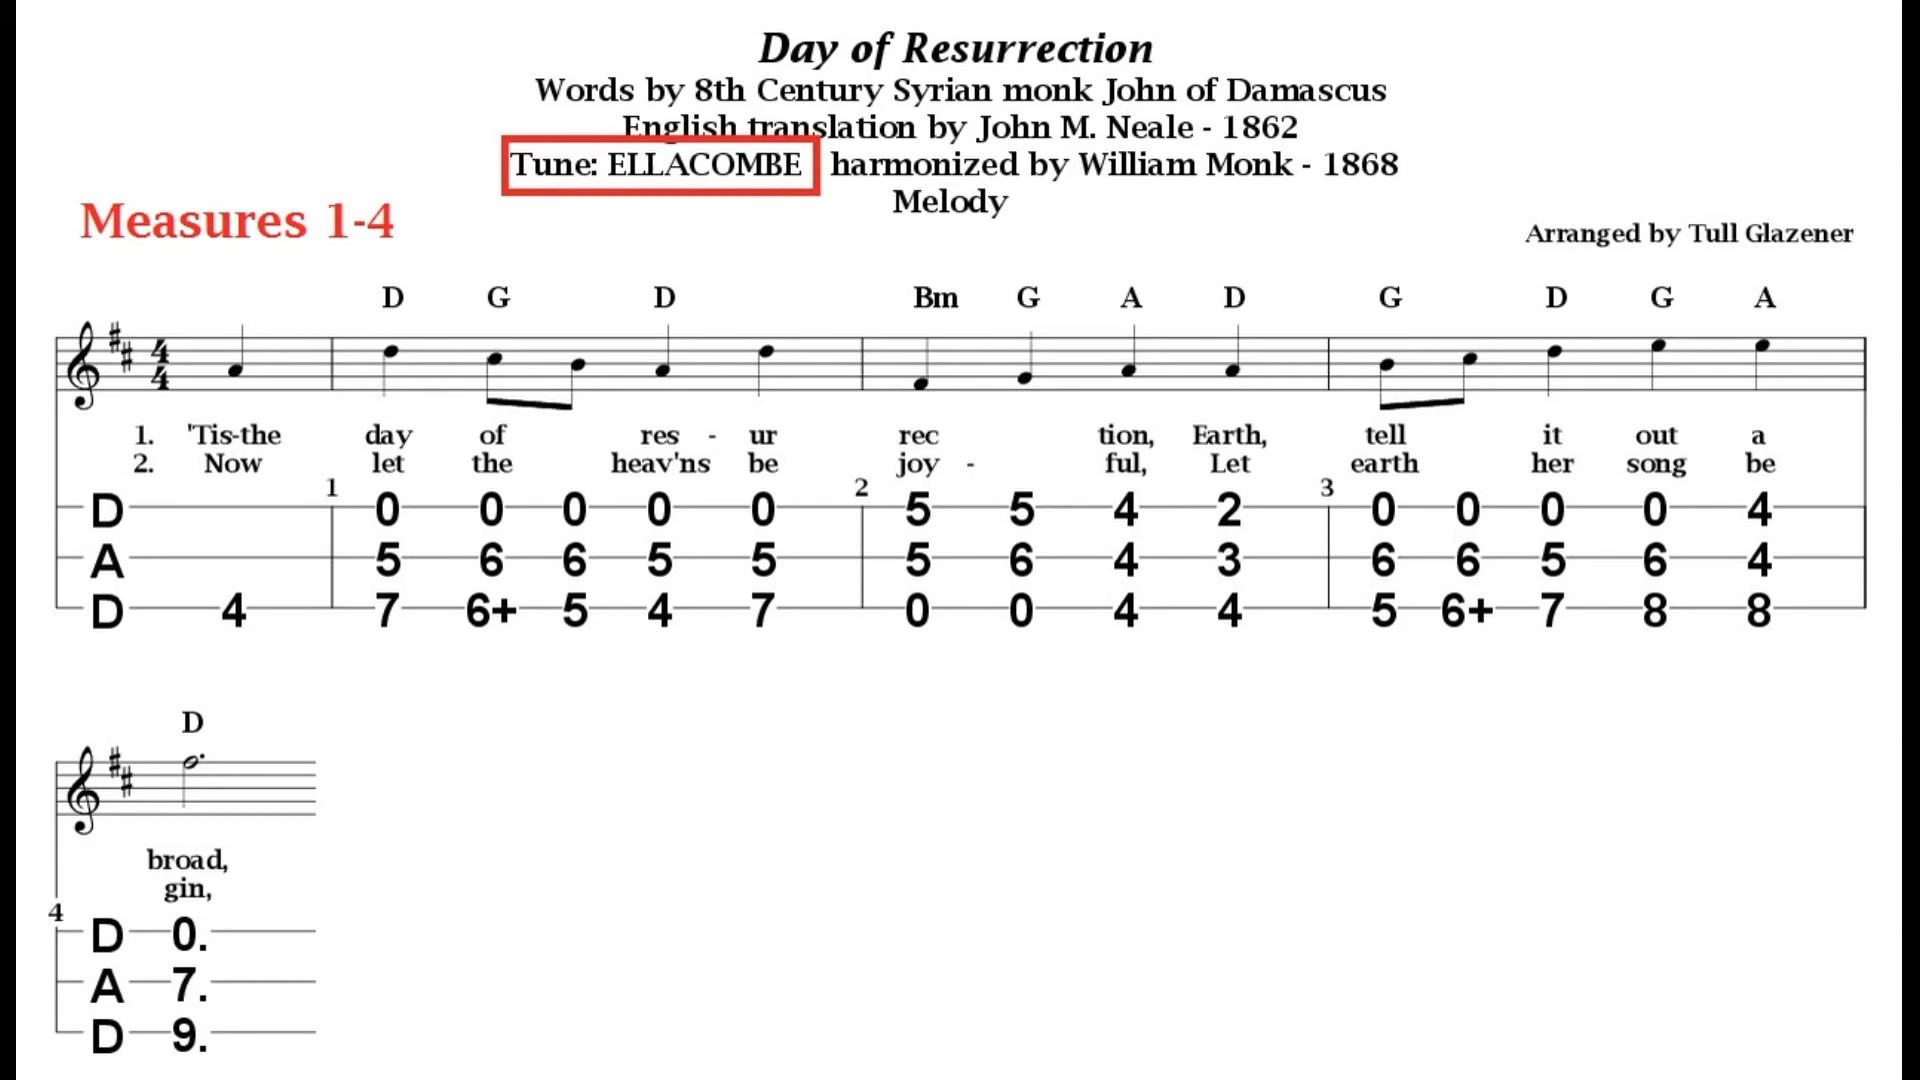 Day of Resurrection
Words by 8th Century Syrian monk John of Damascus
English translation by John M. Neale - 1862
Tune: ELLACOMBE harmonized by William Monk - 1868
Melody
Measures 1-4
Arranged by Tull Glazener
D G D Bm G A D G D G A
4 4
1. 'Tis-the day of res - ur rec tion, Earth, tell it out a
2. Now let the heav'ns be joy - ful, Let earth her song be
1 2 3
D 0 0 0 0 0 5 5 4 2 0 0 0 0 4
A 5 6 6 5 5 5 6 4 3 6 6 5 6 4
D 4 7 6+ 5 4 7 0 0 4 4 5 6+ 7 8 8
D
broad,
gin,
4
D 0.
A 7.
D 9.